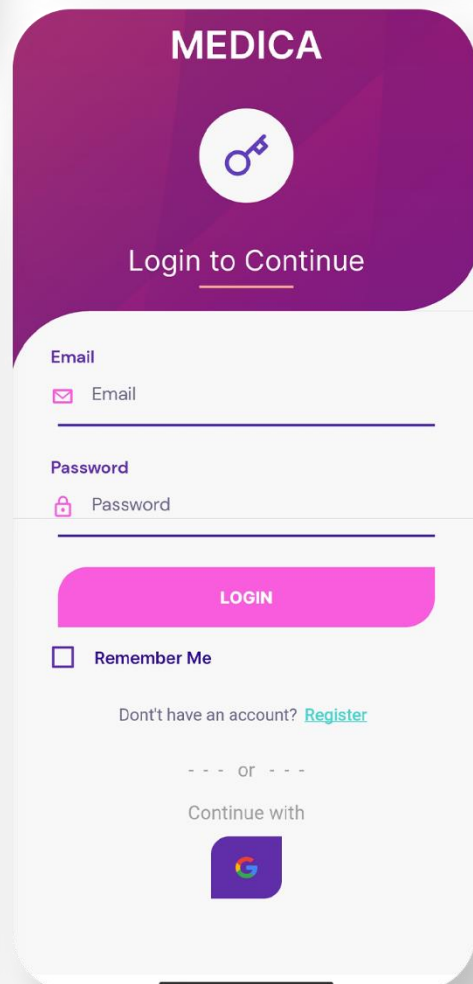 MEDICA
Login to Continue
Email
Email
Password
Password
LOGIN
Remember Me
Dont't have an account? Register
- - - or - - -
Continue with
G